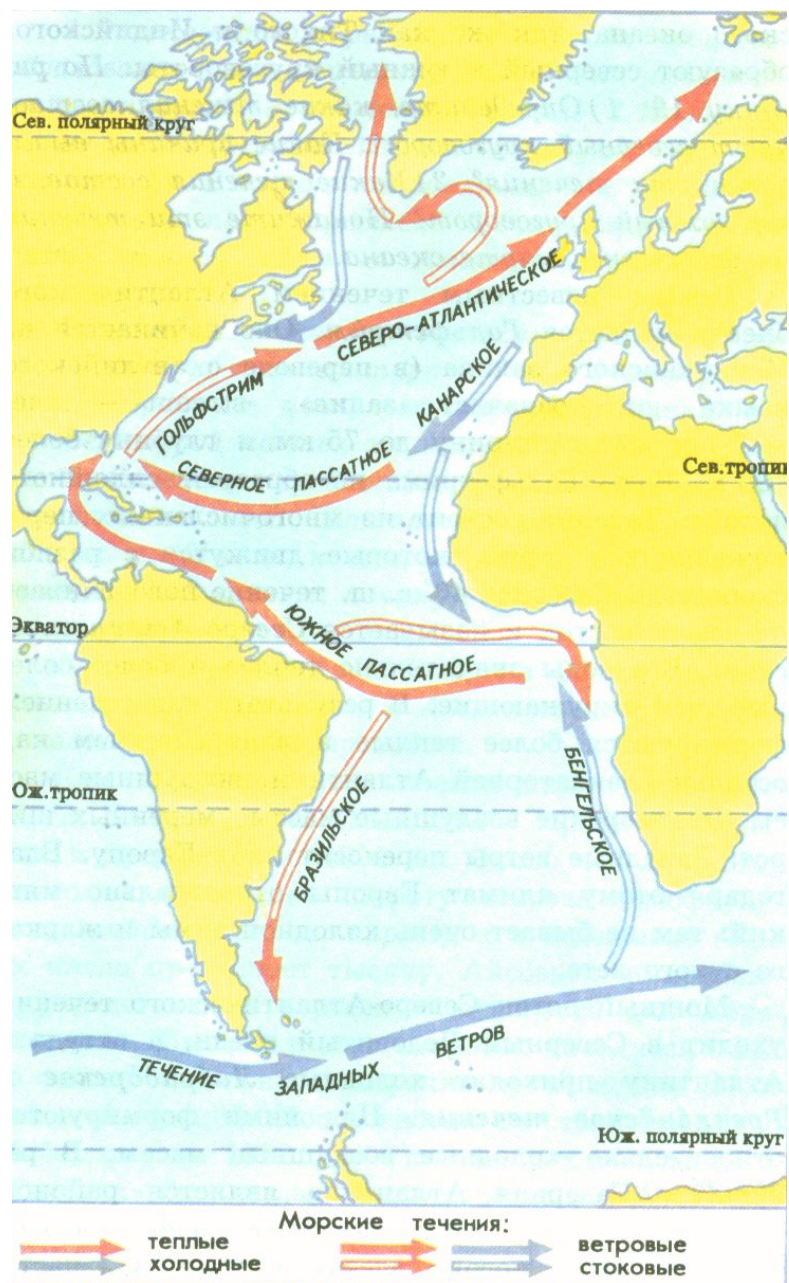 Сев. полярный круг
СЕВЕРО-АТЛАНТИЧЕСКОЕ
ГОЛЬФСТРИМ
КАНАРСКОЕ
СЕВЕРНОЕ ПАССАТНОЕ
Сев.тропик
Экватор
ЮЖНОЕ
ПАССАТНОЕ
БЕНГЕЛЬСКОЕ
Юж.тропик
БРАЗИЛЬСКОЕ
ТЕЧЕНИЕ ЗАПАДНЫХ ВЕТРОВ
Юж. полярный круг
Морские течения:
теплые ветровые
холодные стоковые